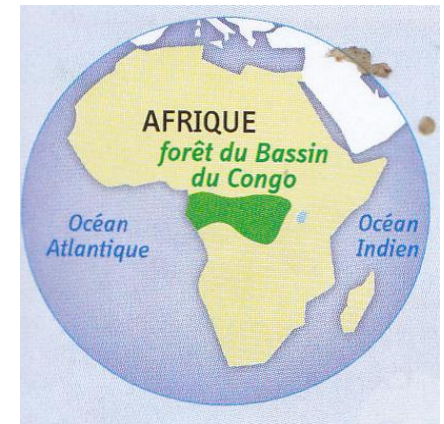 AFRIQUE
forêt du Bassin
du Congo
Océan
Atlantique
Océan
Indien